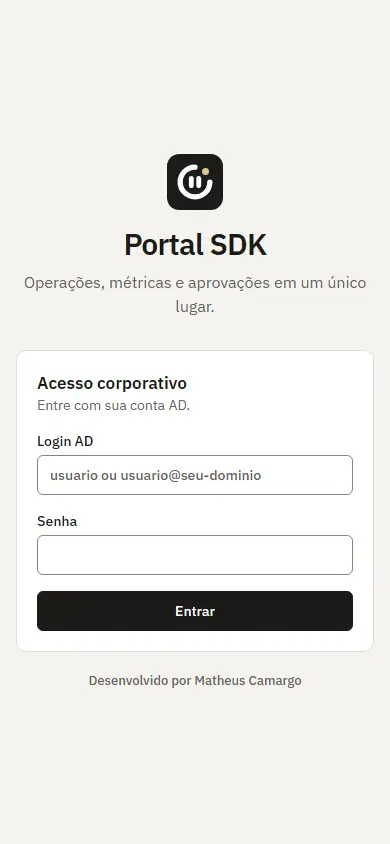 Portal SDK
Operações, métricas e aprovações em um único
lugar.
Acesso corporativo
Entre com sua conta AD.
Login AD
usuario ou usuario@seu-dominio
Senha
Entrar
Desenvolvido por Matheus Camargo